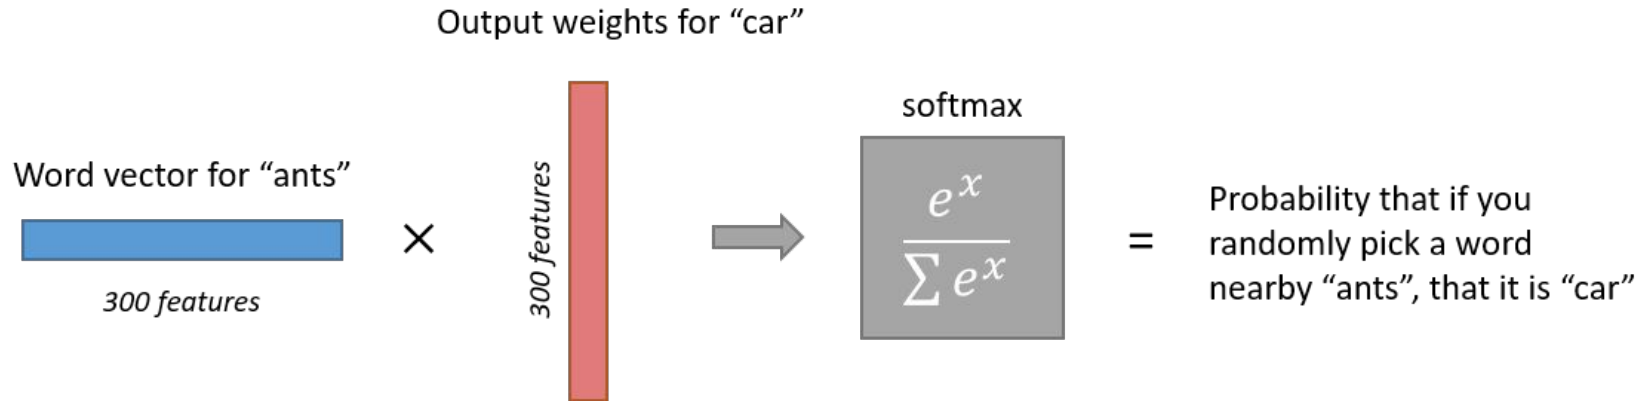 Output weights for “car”
softmax
Word vector for “ants”
300 features
×
300 features
e^x
∑ e^x
=
Probability that if you
randomly pick a word
nearby “ants”, that it is “car”